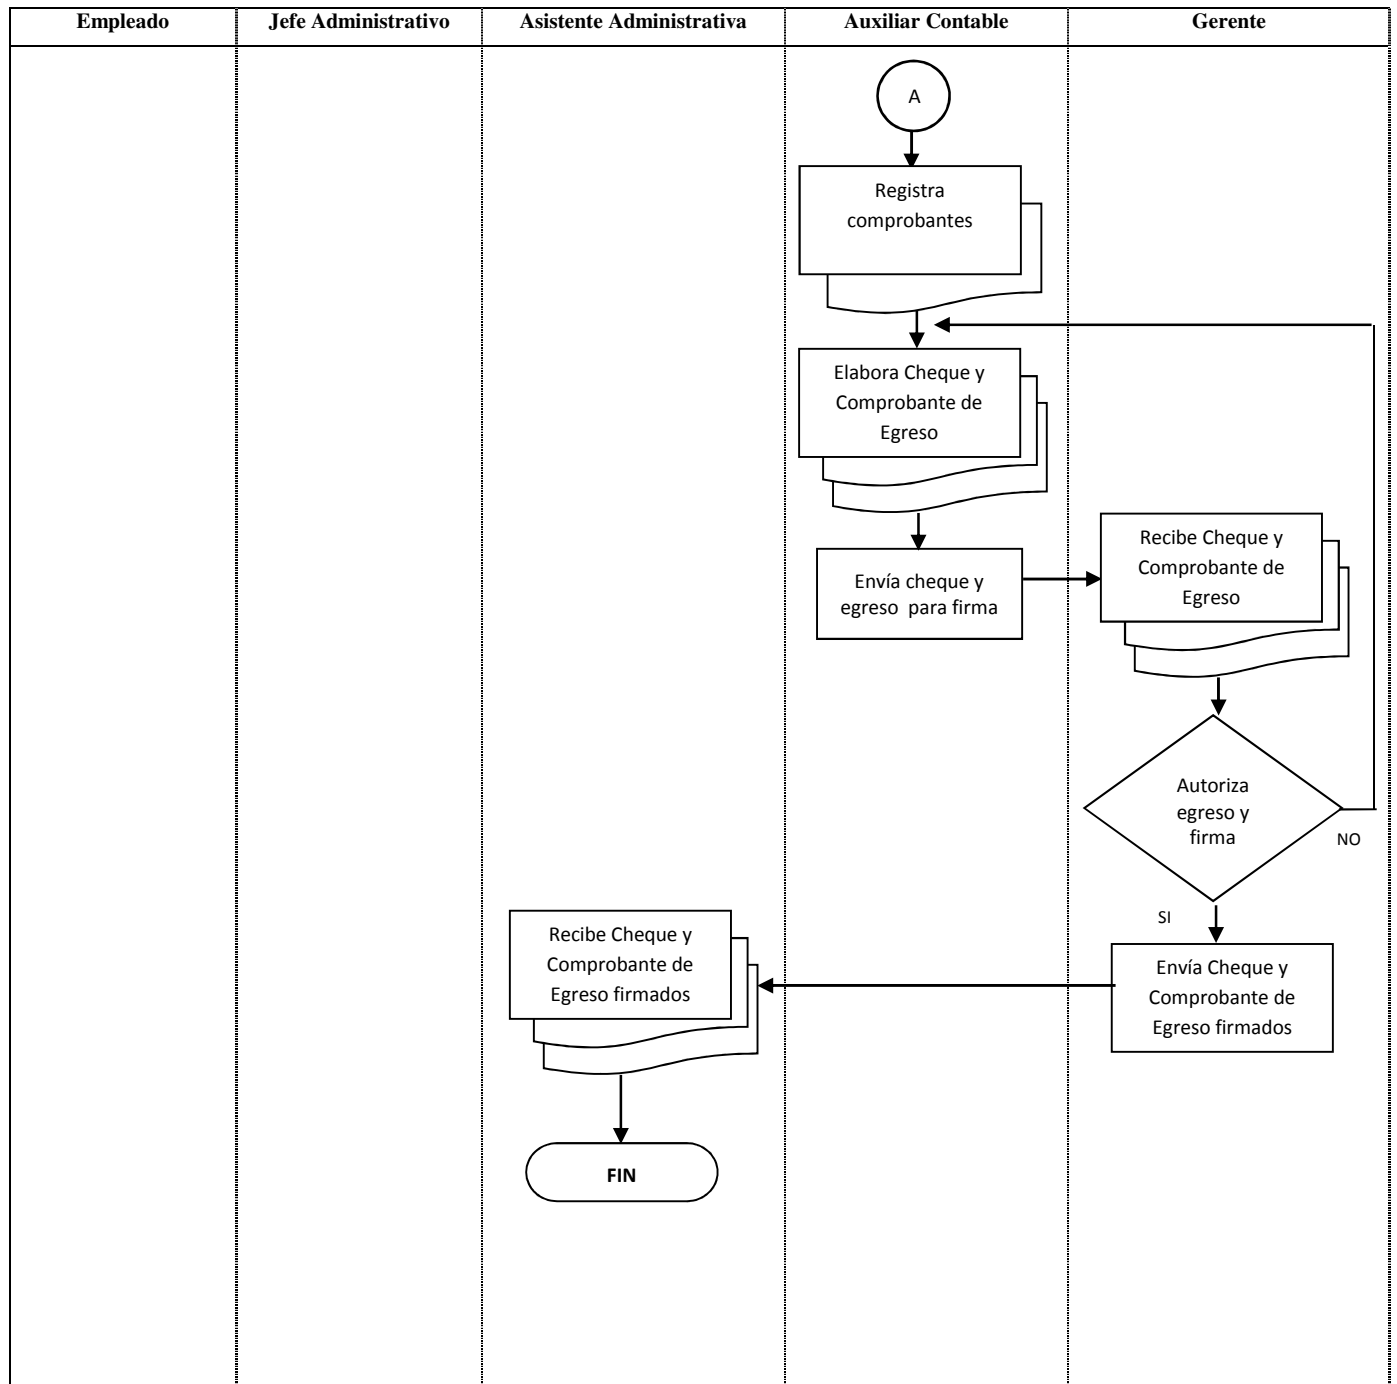 Empleado
Jefe Administrativo
Asistente Administrativa
Auxiliar Contable
Gerente
A
Registra
comprobantes
Elabora Cheque y
Comprobante de
Egreso
Envía cheque y
egreso para firma
Recibe Cheque y
Comprobante de
Egreso
Autoriza
egreso y
firma
NO
SI
Envía Cheque y
Comprobante de
Egreso firmados
Recibe Cheque y
Comprobante de
Egreso firmados
FIN